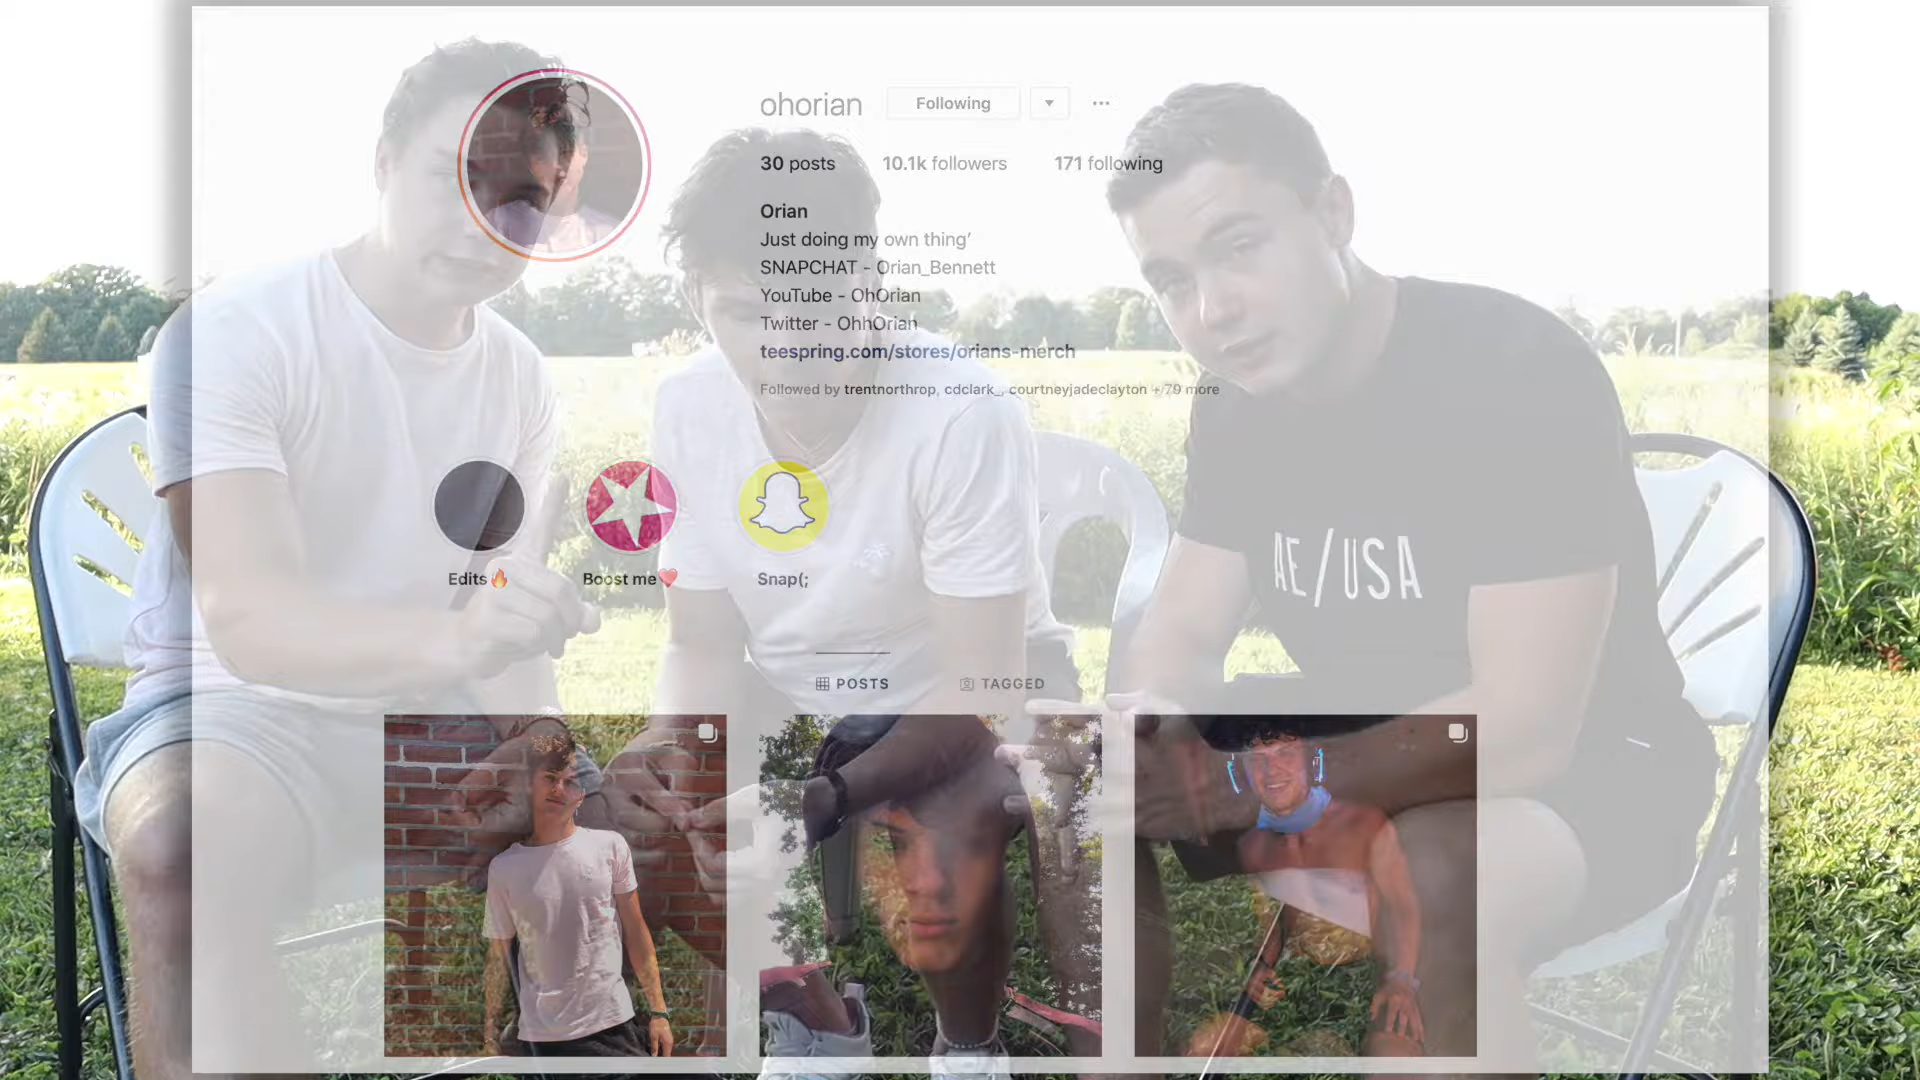 ohorian Following
30 posts 10.1k followers 171 following
Orian
Just doing my own thing’
SNAPCHAT - Orian_Bennett
YouTube - OhOrian
Twitter - OhhOrian
teespring.com/stores/orians-merch
Followed by trentnorthrop, cdclark_, courtneyjadeclayton + 79 more
AE/USA
Edits🔥 Boost me❤️ Snap(;
POSTS TAGGED